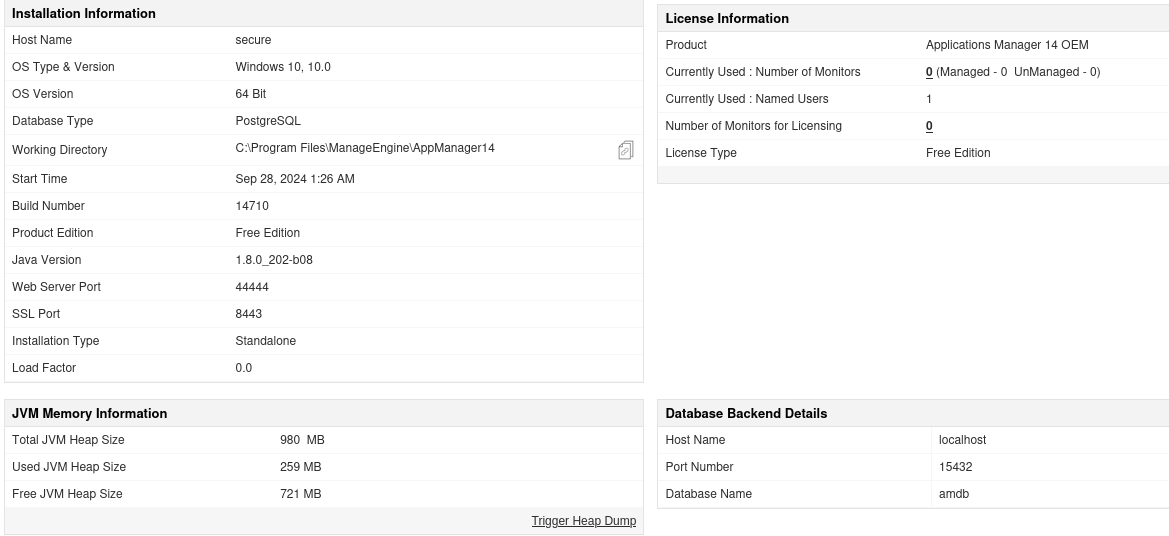 Installation Information
Host Name secure
OS Type & Version Windows 10, 10.0
OS Version 64 Bit
Database Type PostgreSQL
Working Directory C:\Program Files\ManageEngine\AppManager14
Start Time Sep 28, 2024 1:26 AM
Build Number 14710
Product Edition Free Edition
Java Version 1.8.0_202-b08
Web Server Port 44444
SSL Port 8443
Installation Type Standalone
Load Factor 0.0
License Information
Product Applications Manager 14 OEM
Currently Used : Number of Monitors 0 (Managed - 0 UnManaged - 0)
Currently Used : Named Users 1
Number of Monitors for Licensing 0
License Type Free Edition
JVM Memory Information
Total JVM Heap Size 980 MB
Used JVM Heap Size 259 MB
Free JVM Heap Size 721 MB
Trigger Heap Dump
Database Backend Details
Host Name localhost
Port Number 15432
Database Name amdb